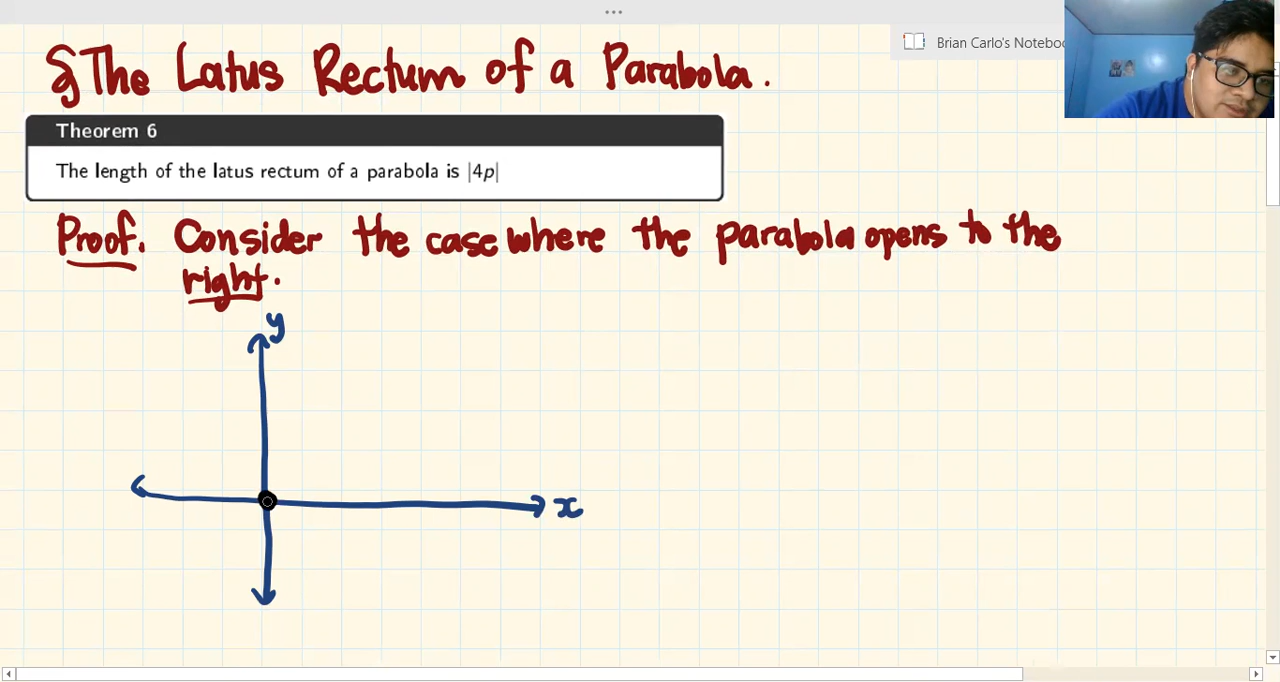 ...
Brian Carlo's Noteboo
§ The Latus Rectum of a Parabola.
Theorem 6
The length of the latus rectum of a parabola is |4p|
Proof. Consider the case where the parabola opens to the
right.
y
x